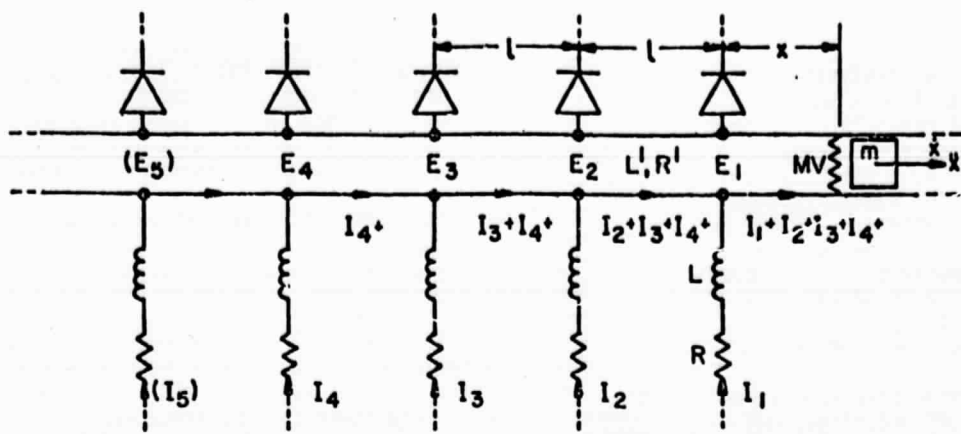 l l x
(E5) E4 E3 E2 L',R' E1 MV m ẋ
ẍ
I4+ I3+I4+ I2+I3+I4+ I1+I2+I3+I4+
L
R
(I5) I4 I3 I2 I1